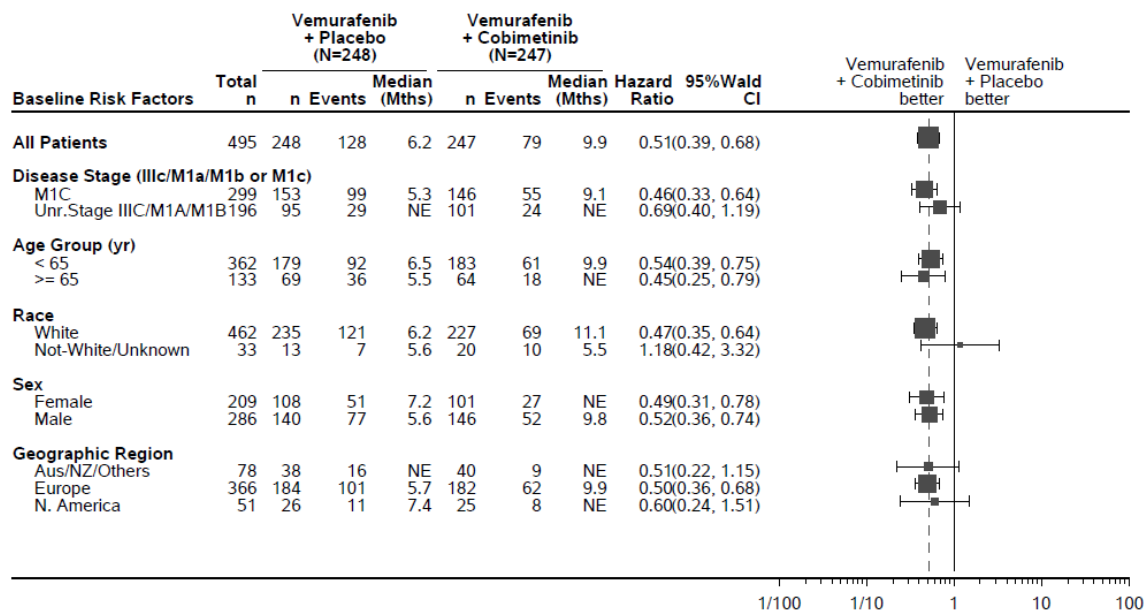 Vemurafenib Vemurafenib
+ Placebo + Cobimetinib
(N=248) (N=247)
Vemurafenib Vemurafenib
+ Cobimetinib + Placebo
better better
Total Median Median Hazard 95%Wald
Baseline Risk Factors n n Events (Mths) n Events (Mths) Ratio CI
All Patients 495 248 128 6.2 247 79 9.9 0.51(0.39, 0.68)
Disease Stage (IIIc/M1a/M1b or M1c)
M1C 299 153 99 5.3 146 55 9.1 0.46(0.33, 0.64)
Unr.Stage IIIC/M1A/M1B196 95 29 NE 101 24 NE 0.69(0.40, 1.19)
Age Group (yr)
< 65 362 179 92 6.5 183 61 9.9 0.54(0.39, 0.75)
>= 65 133 69 36 5.5 64 18 NE 0.45(0.25, 0.79)
Race
White 462 235 121 6.2 227 69 11.1 0.47(0.35, 0.64)
Not-White/Unknown 33 13 7 5.6 20 10 5.5 1.18(0.42, 3.32)
Sex
Female 209 108 51 7.2 101 27 NE 0.49(0.31, 0.78)
Male 286 140 77 5.6 146 52 9.8 0.52(0.36, 0.74)
Geographic Region
Aus/NZ/Others 78 38 16 NE 40 9 NE 0.51(0.22, 1.15)
Europe 366 184 101 5.7 182 62 9.9 0.50(0.36, 0.68)
N. America 51 26 11 7.4 25 8 NE 0.60(0.24, 1.51)
1/100 1/10 1 10 100